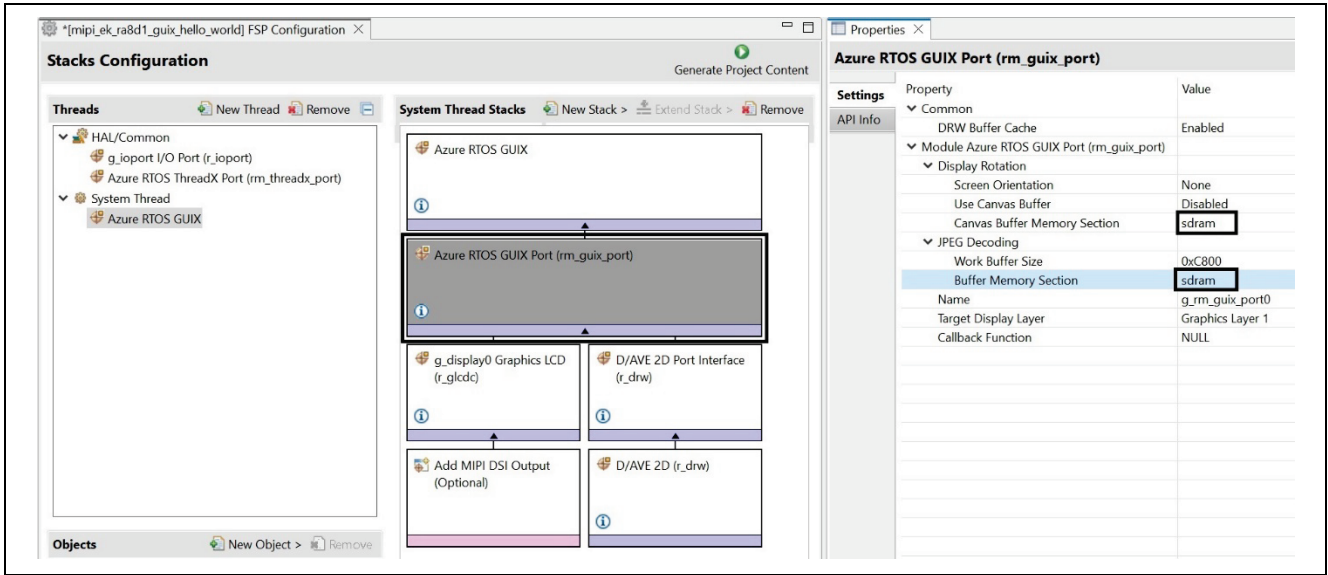 *[mipi_ek_ra8d1_guix_hello_world] FSP Configuration
Stacks Configuration
Generate Project Content
Threads
New Thread
Remove
HAL/Common
g_ioport I/O Port (r_ioport)
Azure RTOS ThreadX Port (rm_threadx_port)
System Thread
Azure RTOS GUIX
Objects
New Object >
Remove
System Thread Stacks
New Stack >
Extend Stack >
Remove
Azure RTOS GUIX
Azure RTOS GUIX Port (rm_guix_port)
g_display0 Graphics LCD
(r_glcdc)
D/AVE 2D Port Interface
(r_drw)
Add MIPI DSI Output
(Optional)
D/AVE 2D (r_drw)
Properties
Azure RTOS GUIX Port (rm_guix_port)
Settings
API Info
Property Value
Common
DRW Buffer Cache Enabled
Module Azure RTOS GUIX Port (rm_guix_port)
Display Rotation
Screen Orientation None
Use Canvas Buffer Disabled
Canvas Buffer Memory Section sdram
JPEG Decoding
Work Buffer Size 0xC800
Buffer Memory Section sdram
Name g_rm_guix_port0
Target Display Layer Graphics Layer 1
Callback Function NULL